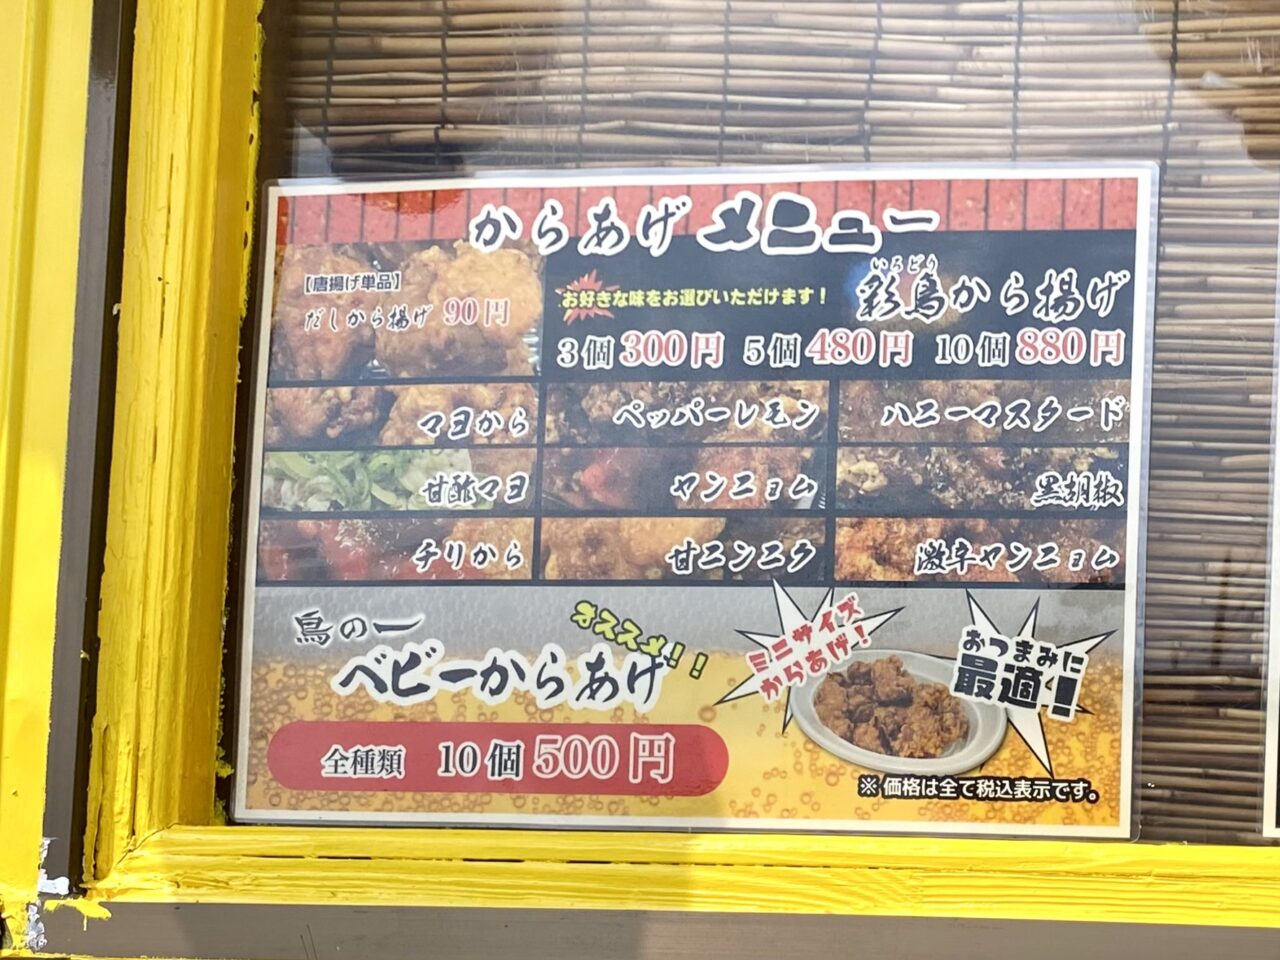 からあげ メニュー
【唐揚げ単品】
だしから揚げ 90円
お好きな味をお選びいただけます!
いろどり
彩鳥から揚げ
3個300円 5個480円 10個880円
マヨから
ペッパーレモン
ハニーマスタード
甘酢マヨ
ヤンニョム
黒胡椒
チリから
甘ニンニク
激辛ヤンニョム
鳥の一
ベビーからあげ
オススメ!!
ミニサイズ
からあげ!
おつまみに
最適!!
全種類 10個500円
※価格は全て税込表示です。